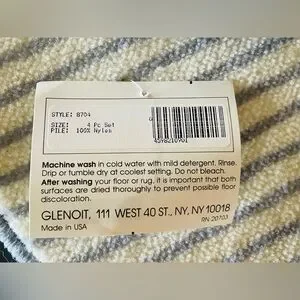 STYLE: B704
SIZE: 4 Pc Set
PILE: 100% Nylon
Machine wash in cold water with mild detergent. Rinse.
Drip or tumble dry at coolest setting. Do not bleach.
After washing your floor or rug, it is important that both
surfaces are dried thoroughly to prevent possible floor
discoloration.
GLENOIT, 111 WEST 40 ST., NY, NY 10018
Made in USA
RN 20703